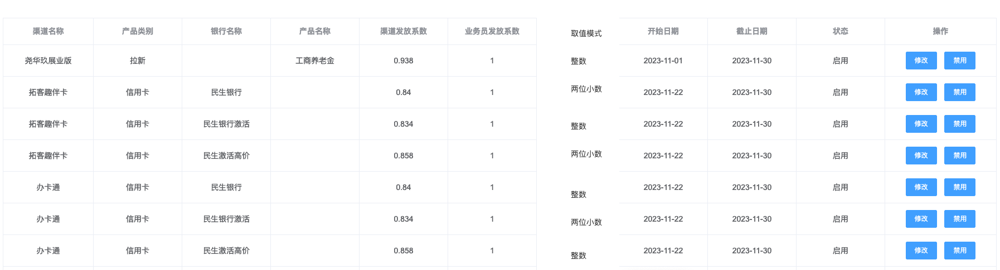 渠道名称 产品类别 银行名称 产品名称 渠道发放系数 业务员发放系数 取值模式 开始日期 截止日期 状态 操作
尧华玖展业版 拉新 工商养老金 0.938 1 整数 2023-11-01 2023-11-30 启用 修改 禁用
拓客趣伴卡 信用卡 民生银行 0.84 1 两位小数 2023-11-22 2023-11-30 启用 修改 禁用
拓客趣伴卡 信用卡 民生银行激活 0.834 1 整数 2023-11-22 2023-11-30 启用 修改 禁用
拓客趣伴卡 信用卡 民生激活高价 0.858 1 两位小数 2023-11-22 2023-11-30 启用 修改 禁用
办卡通 信用卡 民生银行 0.84 1 整数 2023-11-22 2023-11-30 启用 修改 禁用
办卡通 信用卡 民生银行激活 0.834 1 两位小数 2023-11-22 2023-11-30 启用 修改 禁用
办卡通 信用卡 民生激活高价 0.858 1 整数 2023-11-22 2023-11-30 启用 修改 禁用